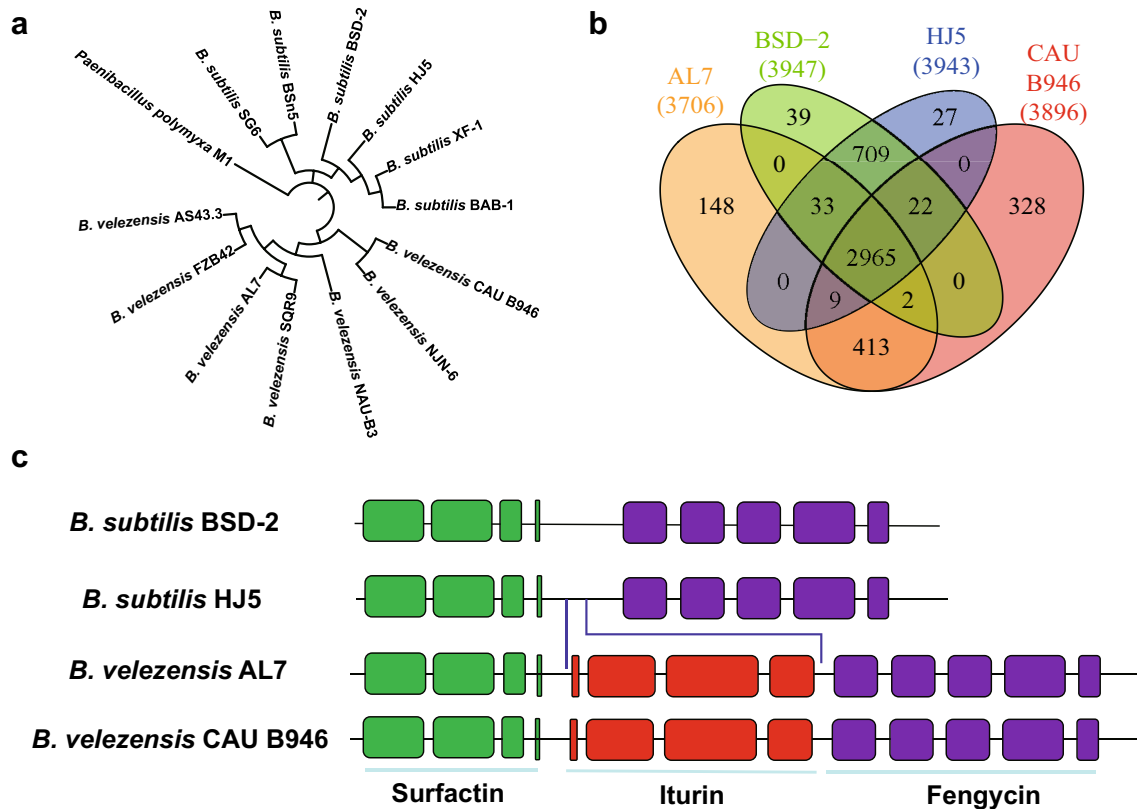 a
Paenibacillus polymyxa M1
B. subtilis SG6
B. subtilis BSn5
B. subtilis BSD-2
B. subtilis HJ5
B. subtilis XF-1
B. subtilis BAB-1
B. velezensis CAU B946
B. velezensis NJN-6
B. velezensis NAU-B3
B. velezensis SQR9
B. velezensis AL7
B. velezensis FZB42
B. velezensis AS43.3
b
AL7
(3706)
BSD−2
(3947)
HJ5
(3943)
CAU
B946
(3896)
39
27
0
709
0
148
33
22
328
2965
0
9
2
0
413
c
B. subtilis BSD-2
B. subtilis HJ5
B. velezensis AL7
B. velezensis CAU B946
Surfactin
Iturin
Fengycin